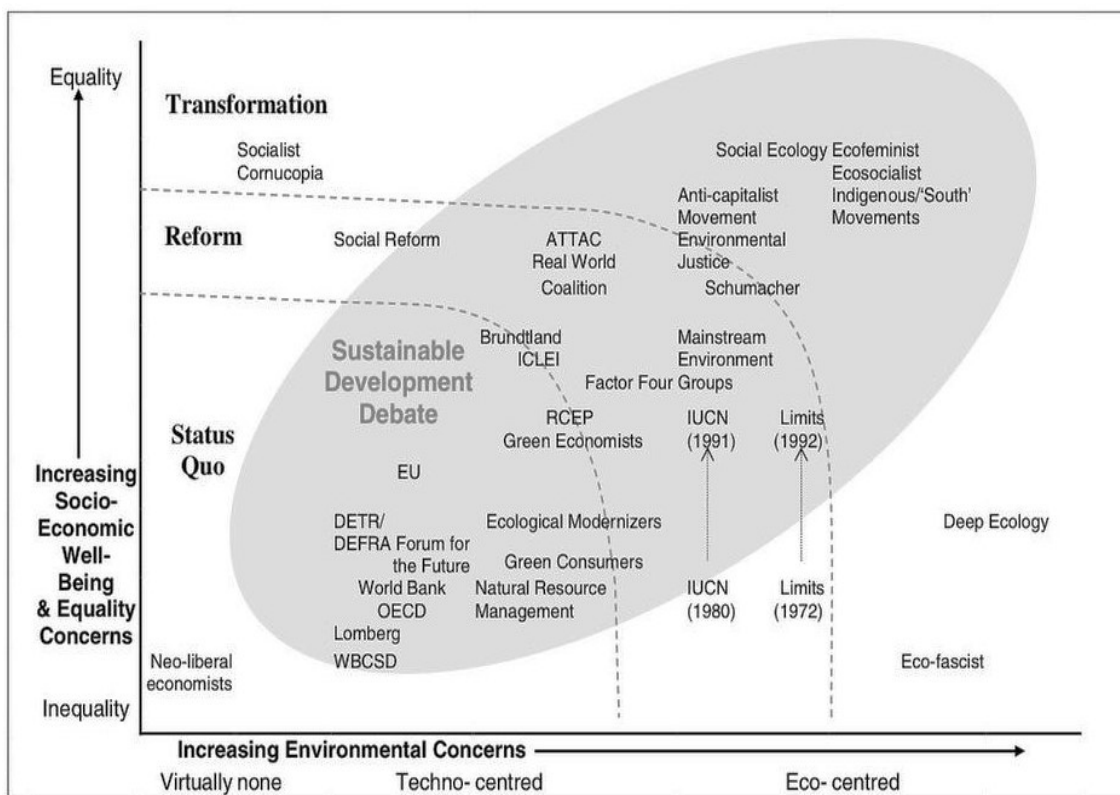 Equality
Transformation
Socialist
Cornucopia
Social Ecology Ecofeminist
Ecosocialist
Indigenous/'South'
Movements
Anti-capitalist
Movement
Environmental
Justice
Reform
Social Reform
ATTAC
Real World
Coalition
Schumacher
Sustainable
Development
Debate
Brundtland
ICLEI
Mainstream
Environment
Factor Four Groups
Status
Quo
RCEP
Green Economists
IUCN
(1991)
Limits
(1992)
EU
Increasing
Socio-
Economic
Well-
Being
& Equality
Concerns
DETR/
DEFRA Forum for
the Future
Ecological Modernizers
Green Consumers
Deep Ecology
World Bank
OECD
Natural Resource
Management
IUCN
(1980)
Limits
(1972)
Lomberg
WBCSD
Neo-liberal
economists
Eco-fascist
Inequality
Increasing Environmental Concerns
Virtually none
Techno- centred
Eco- centred